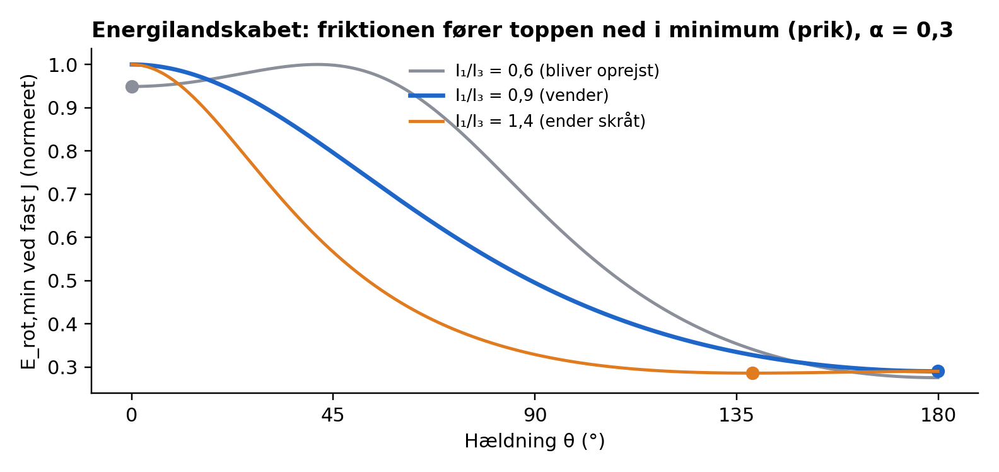 Energilandskabet: friktionen fører toppen ned i minimum (prik), α = 0,3
E_rot,min ved fast J (normeret)
1.0
0.9
0.8
0.7
0.6
0.5
0.4
0.3
I₁/I₃ = 0,6 (bliver oprejst)
I₁/I₃ = 0,9 (vender)
I₁/I₃ = 1,4 (ender skråt)
0 45 90 135 180
Hældning θ (°)